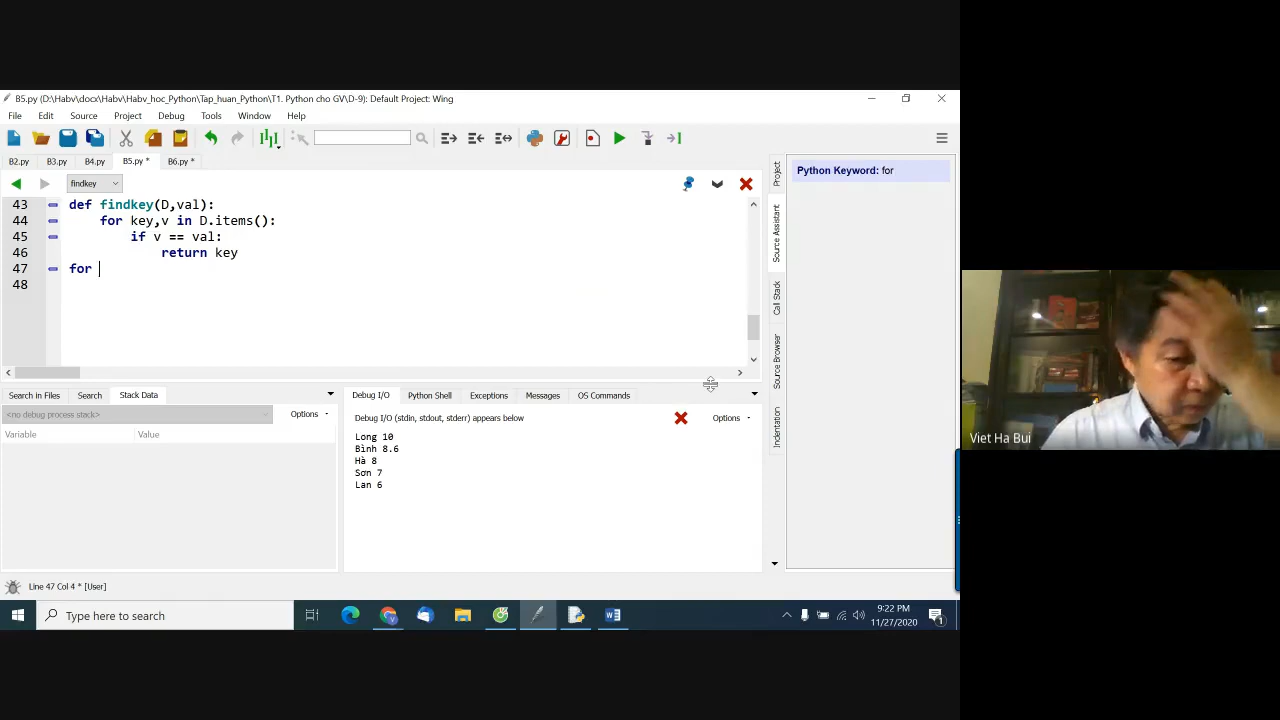 B5.py (D:\Habv\docx\Habv\Habv_hoc_Python\Tap_huan_Python\T1. Python cho GV\D-9): Default Project: Wing
File Edit Source Project Debug Tools Window Help
B2.py B3.py B4.py B5.py * B6.py *
findkey
43 def findkey(D,val):
44 for key,v in D.items():
45 if v == val:
46 return key
47 for
48
Project
Source Assistant
Call Stack
Source Browser
Indentation
Python Keyword: for
Search in Files Search Stack Data
<no debug process stack> Options
Variable Value
Debug I/O Python Shell Exceptions Messages OS Commands
Debug I/O (stdin, stdout, stderr) appears below Options
Long 10
Bình 8.6
Hà 8
Sơn 7
Lan 6
Line 47 Col 4 * [User]
Type here to search
9:22 PM
11/27/2020
1
Viet Ha Bui